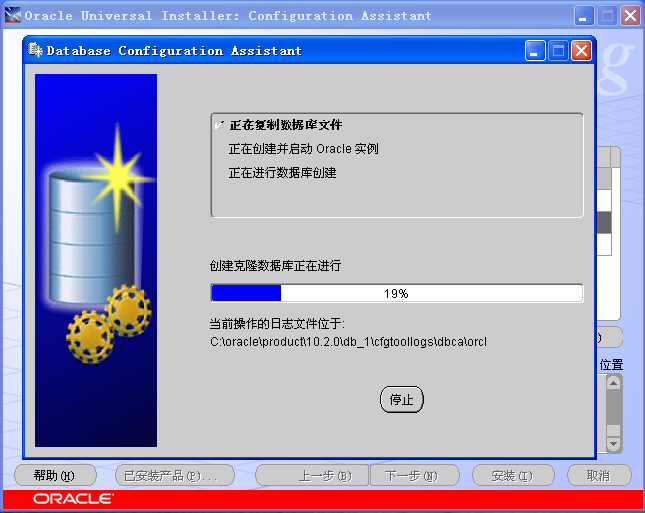 Oracle Universal Installer: Configuration Assistant
Database Configuration Assistant
g
正在复制数据库文件
正在创建并启动 Oracle 实例
正在进行数据库创建
创建克隆数据库正在进行
19%
当前操作的日志文件位于:
C:\oracle\product\10.2.0\db_1\cfgtoollogs\dbca\orcl
)
位置
停止
帮助(H)
已安装产品(P)...
上一步(B)
下一步(N)
安装(I)
取消
ORACLE